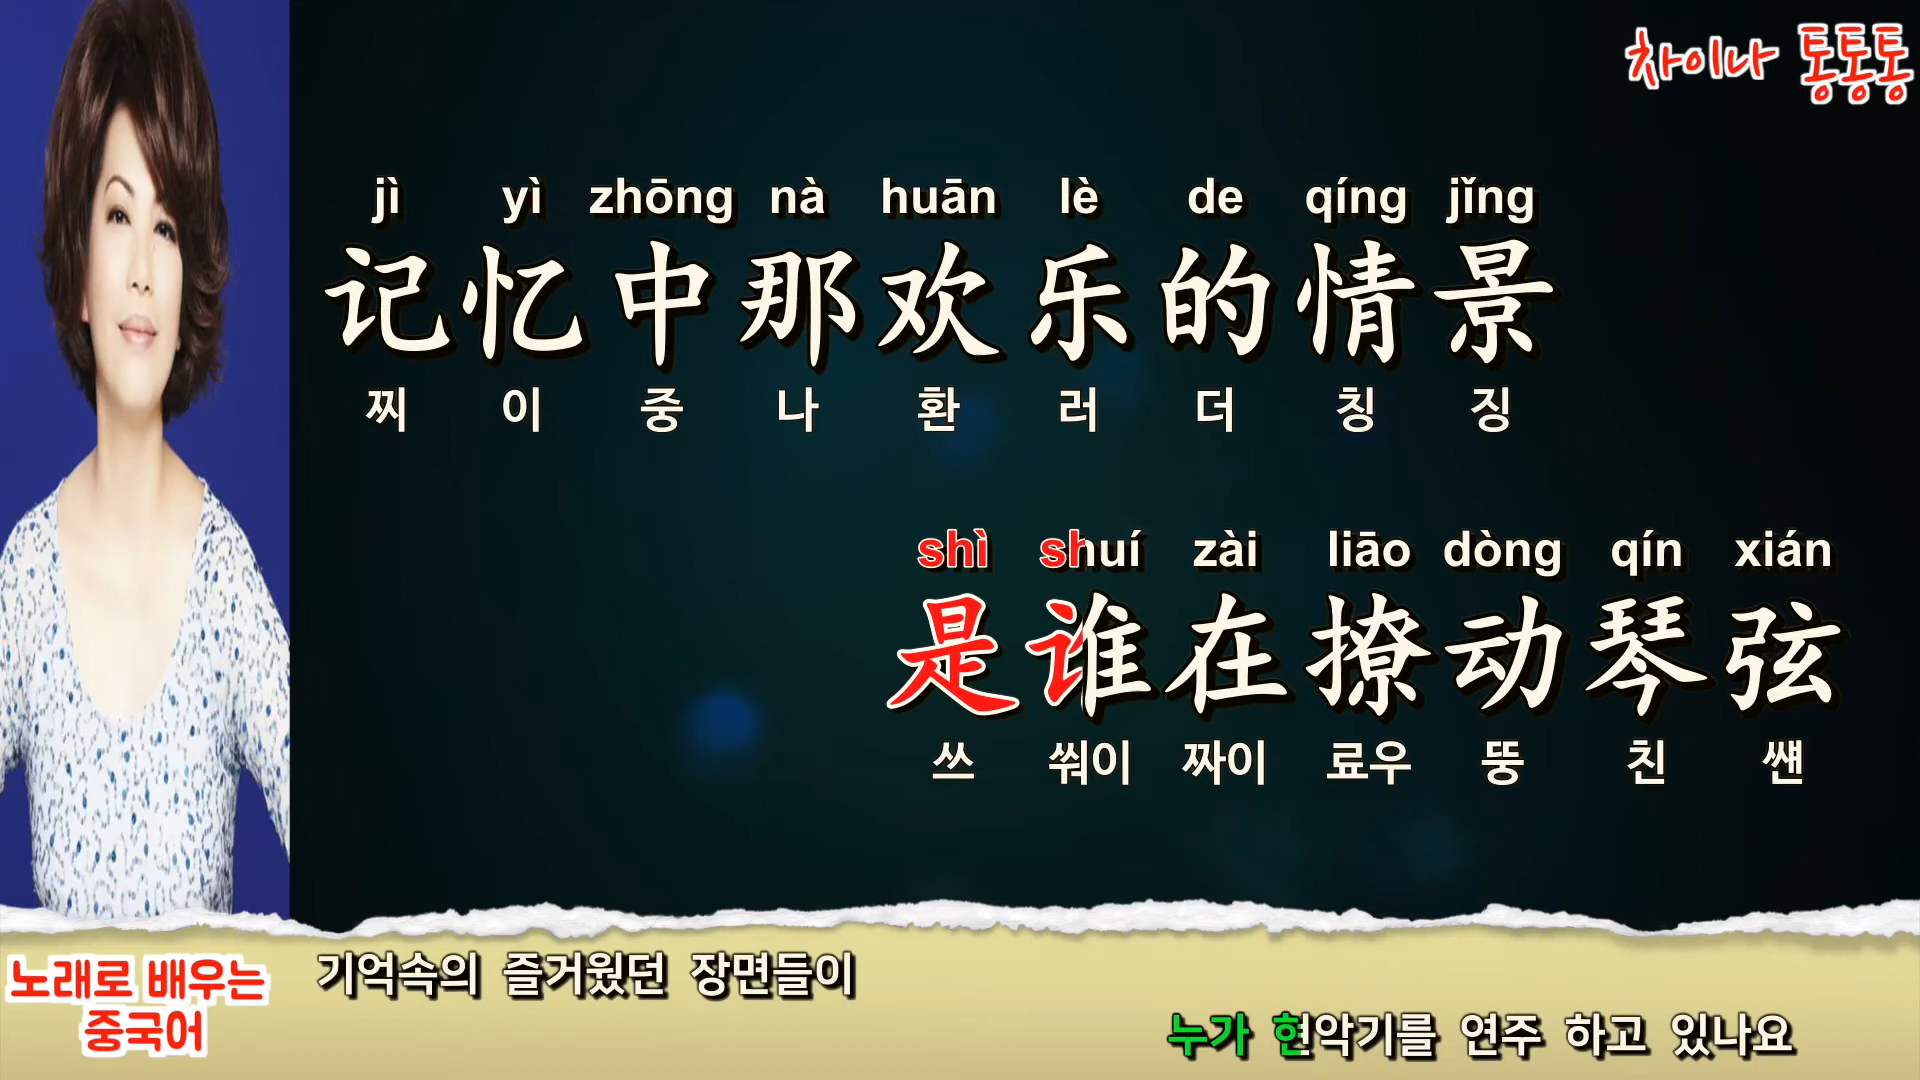 차이나 통통통
jì yì zhōng nà huān lè de qíng jǐng
记忆中那欢乐的情景
찌 이 중 나 환 러 더 칭 징
shì shuí zài liāo dòng qín xián
是谁在撩动琴弦
쓰 쒀이 짜이 료우 뚱 친 쌘
노래로 배우는
중국어
기억속의 즐거웠던 장면들이
누가 현악기를 연주 하고 있나요